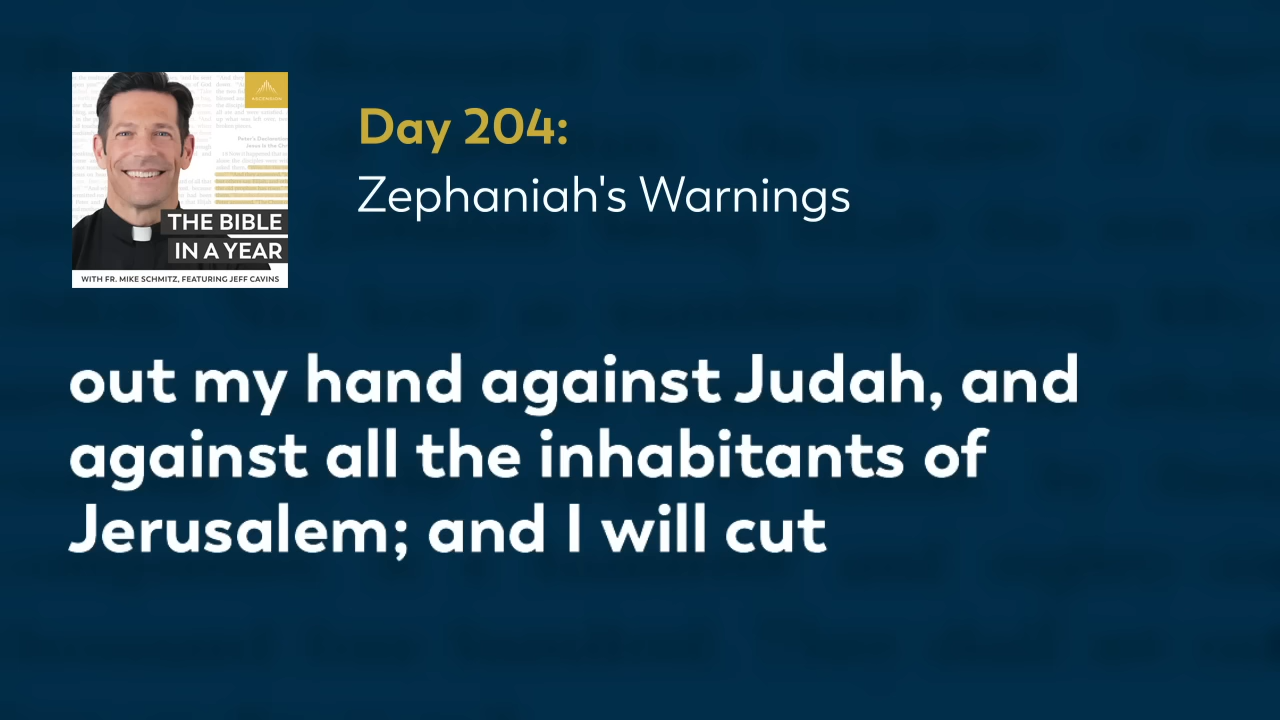 THE BIBLE
IN A YEAR
WITH FR. MIKE SCHMITZ, FEATURING JEFF CAVINS
ASCENSION
Day 204:
Zephaniah's Warnings
out my hand against Judah, and
against all the inhabitants of
Jerusalem; and I will cut